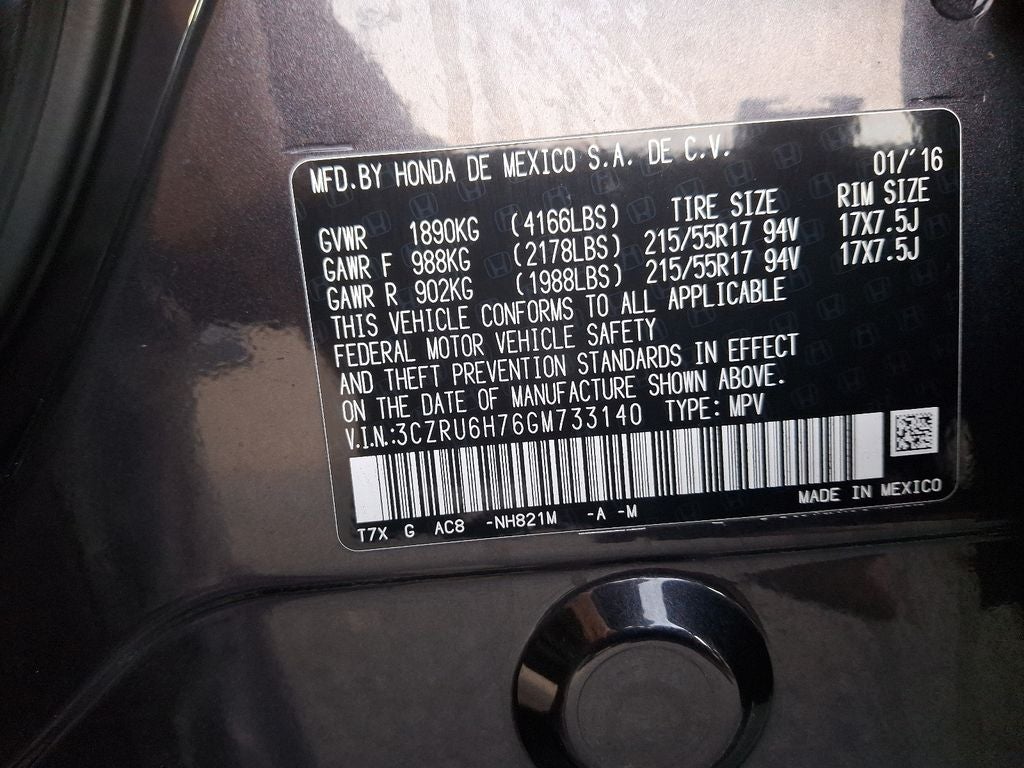 MFD.BY HONDA DE MEXICO S.A. DE C.V. 01/'16
TIRE SIZE RIM SIZE
GVWR 1890KG (4166LBS)
GAWR F 988KG (2178LBS) 215/55R17 94V 17X7.5J
GAWR R 902KG (1988LBS) 215/55R17 94V 17X7.5J
THIS VEHICLE CONFORMS TO ALL APPLICABLE
FEDERAL MOTOR VEHICLE SAFETY
AND THEFT PREVENTION STANDARDS IN EFFECT
ON THE DATE OF MANUFACTURE SHOWN ABOVE.
V.I.N.:3CZRU6H76GM733140 TYPE: MPV
MADE IN MEXICO
T7X G AC8 -NH821M -A -M